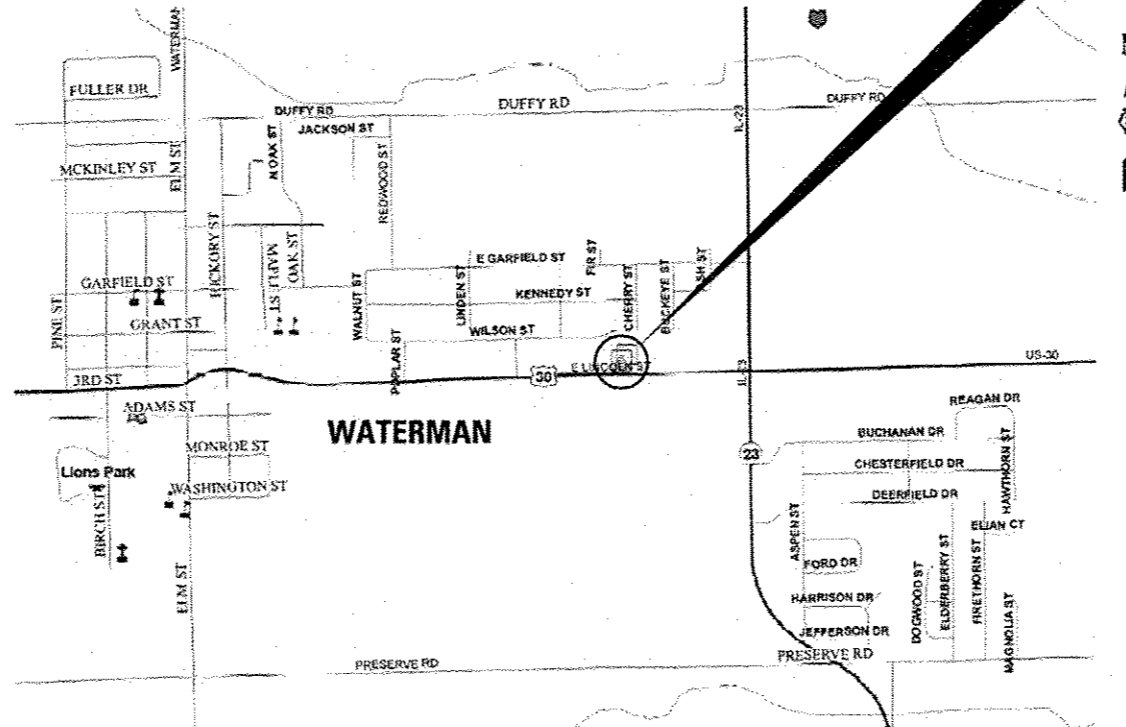 WATERMAN
FULLER DR
DUFFY RD
DUFFY RD
DUFFY RD
JACKSON ST
IL-23
MCKINLEY ST
ELM ST
N OAK ST
REDWOOD ST
HICKORY ST
MAPLE ST
OAK ST
E GARFIELD ST
FIR ST
ASH ST
GARFIELD ST
WALNUT ST
LINDEN ST
KENNEDY ST
CHERRY ST
BUCKEYE ST
PINE ST
GRANT ST
WILSON ST
POPLAR ST
3RD ST
30
E LINCOLN ST
IL-23
US-30
ADAMS ST
WATERMAN
REAGAN DR
MONROE ST
BUCHANAN DR
23
Lions Park
CHESTERFIELD DR
HAWTHORN ST
WASHINGTON ST
DEERFIELD DR
BIRCH ST
ASPEN ST
ELIAN CT
FORD DR
ELM ST
DOGWOOD ST
ELDERBERRY ST
FIRETHORN ST
HARRISON DR
MAGNOLIA ST
JEFFERSON DR
PRESERVE RD
PRESERVE RD